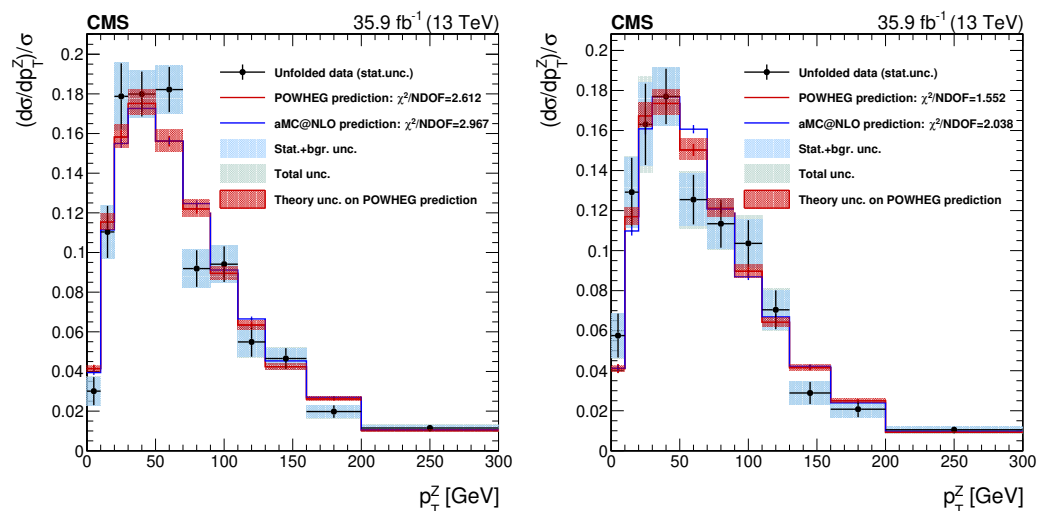 CMS 35.9 fb⁻¹ (13 TeV)
(dσ/dp_T^Z)/σ
0.2
0.18
0.16
0.14
0.12
0.1
0.08
0.06
0.04
0.02
0
Unfolded data (stat.unc.)
POWHEG prediction: χ²/NDOF=2.612
aMC@NLO prediction: χ²/NDOF=2.967
Stat.+bgr. unc.
Total unc.
Theory unc. on POWHEG prediction
0 50 100 150 200 250 300
p_T^Z [GeV]
CMS 35.9 fb⁻¹ (13 TeV)
(dσ/dp_T^Z)/σ
0.2
0.18
0.16
0.14
0.12
0.1
0.08
0.06
0.04
0.02
0
Unfolded data (stat.unc.)
POWHEG prediction: χ²/NDOF=1.552
aMC@NLO prediction: χ²/NDOF=2.038
Stat.+bgr. unc.
Total unc.
Theory unc. on POWHEG prediction
0 50 100 150 200 250 300
p_T^Z [GeV]